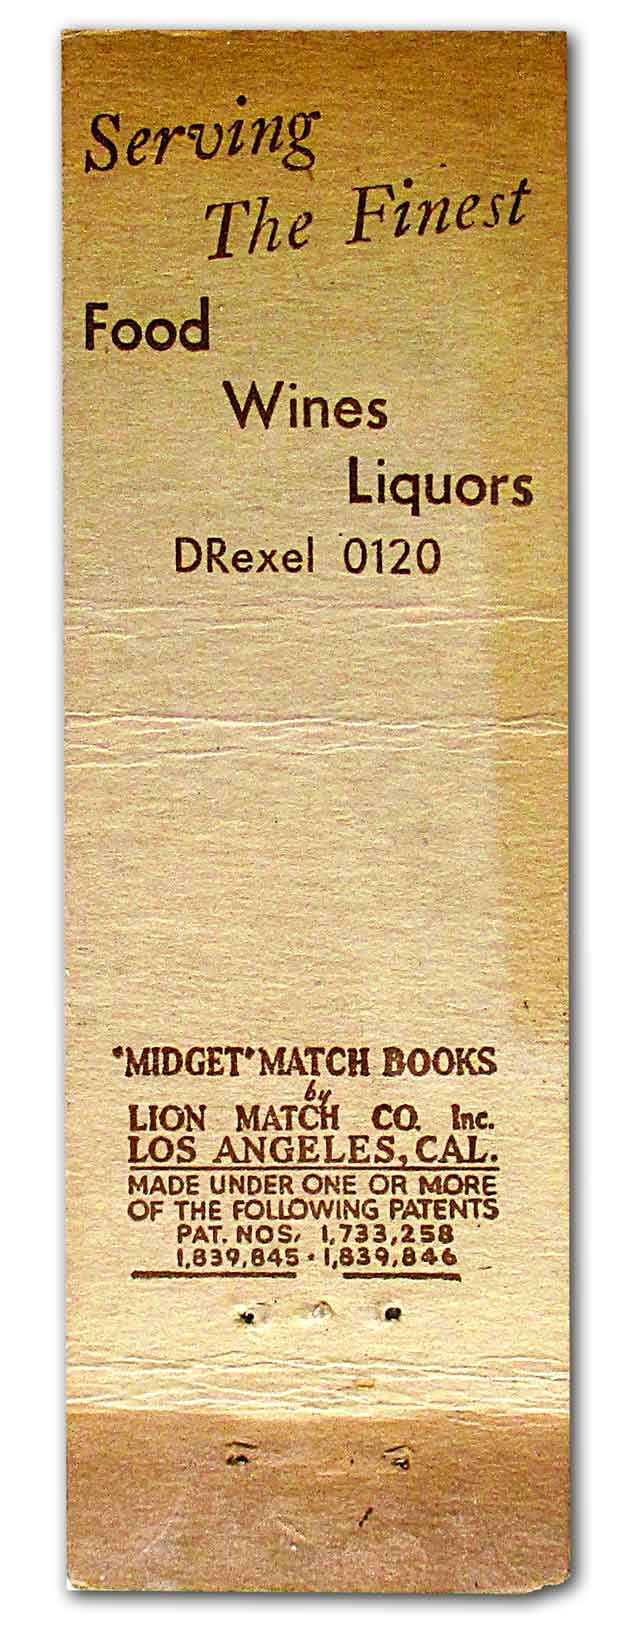 Serving
The Finest
Food
Wines
Liquors
DRexel 0120
"MIDGET" MATCH BOOKS
by
LION MATCH CO. Inc.
LOS ANGELES, CAL.
MADE UNDER ONE OR MORE
OF THE FOLLOWING PATENTS
PAT. NOS. 1,733,258
1,839,845 · 1,839,846